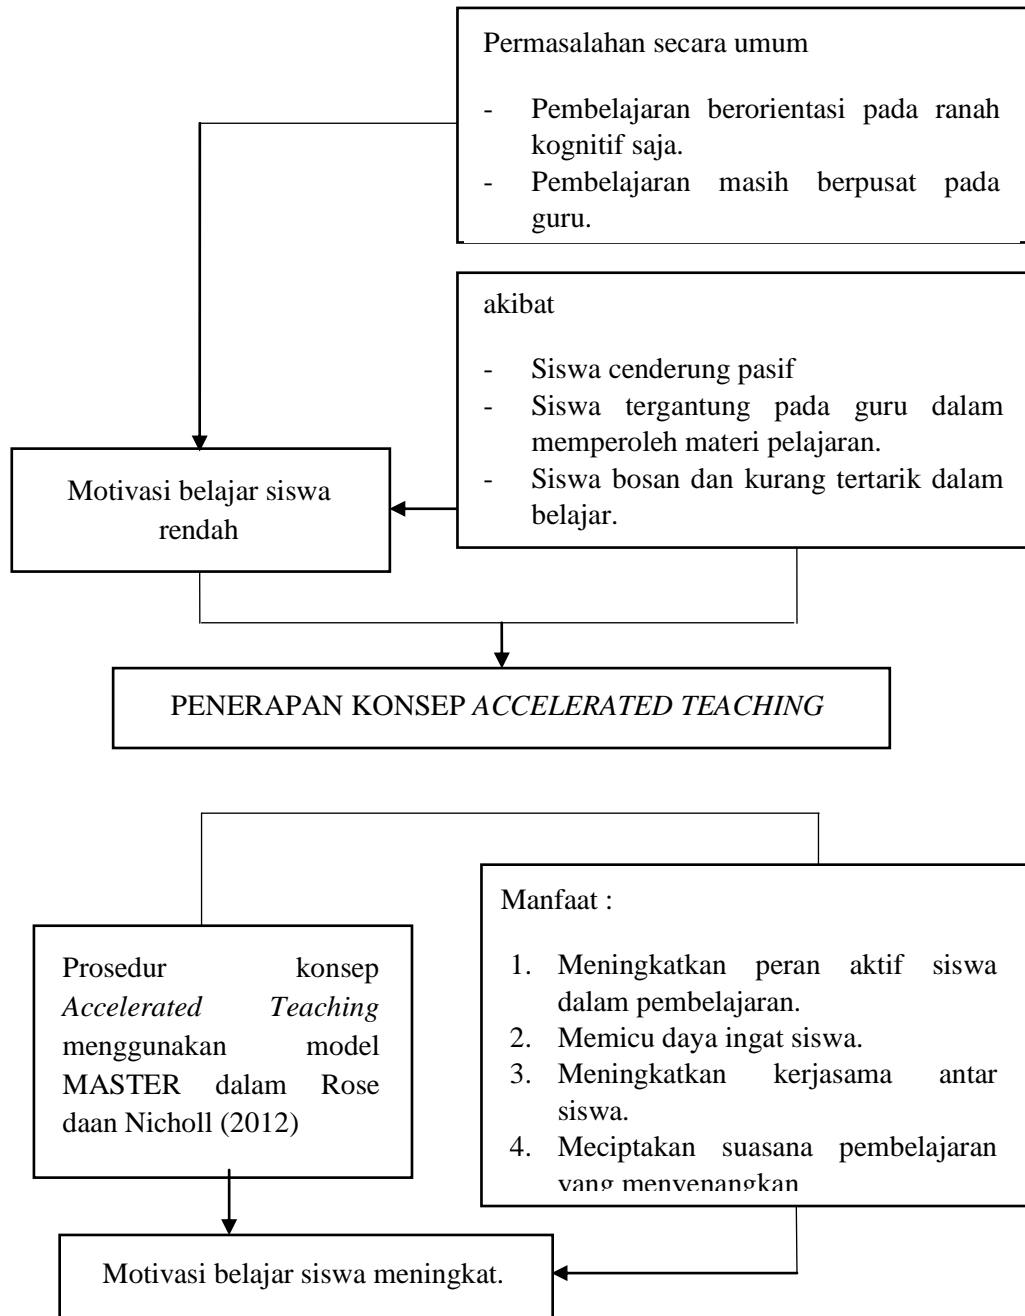 Permasalahan secara umum
- Pembelajaran berorientasi pada ranah
kognitif saja.
- Pembelajaran masih berpusat pada
guru.
akibat
- Siswa cenderung pasif
- Siswa tergantung pada guru dalam
memperoleh materi pelajaran.
- Siswa bosan dan kurang tertarik dalam
belajar.
Motivasi belajar siswa
rendah
PENERAPAN KONSEP ACCELERATED TEACHING
Prosedur konsep
Accelerated Teaching
menggunakan model
MASTER dalam Rose
daan Nicholl (2012)
Manfaat :
1. Meningkatkan peran aktif siswa
dalam pembelajaran.
2. Memicu daya ingat siswa.
3. Meningkatkan kerjasama antar
siswa.
4. Meciptakan suasana pembelajaran
yang menyenangkan
Motivasi belajar siswa meningkat.